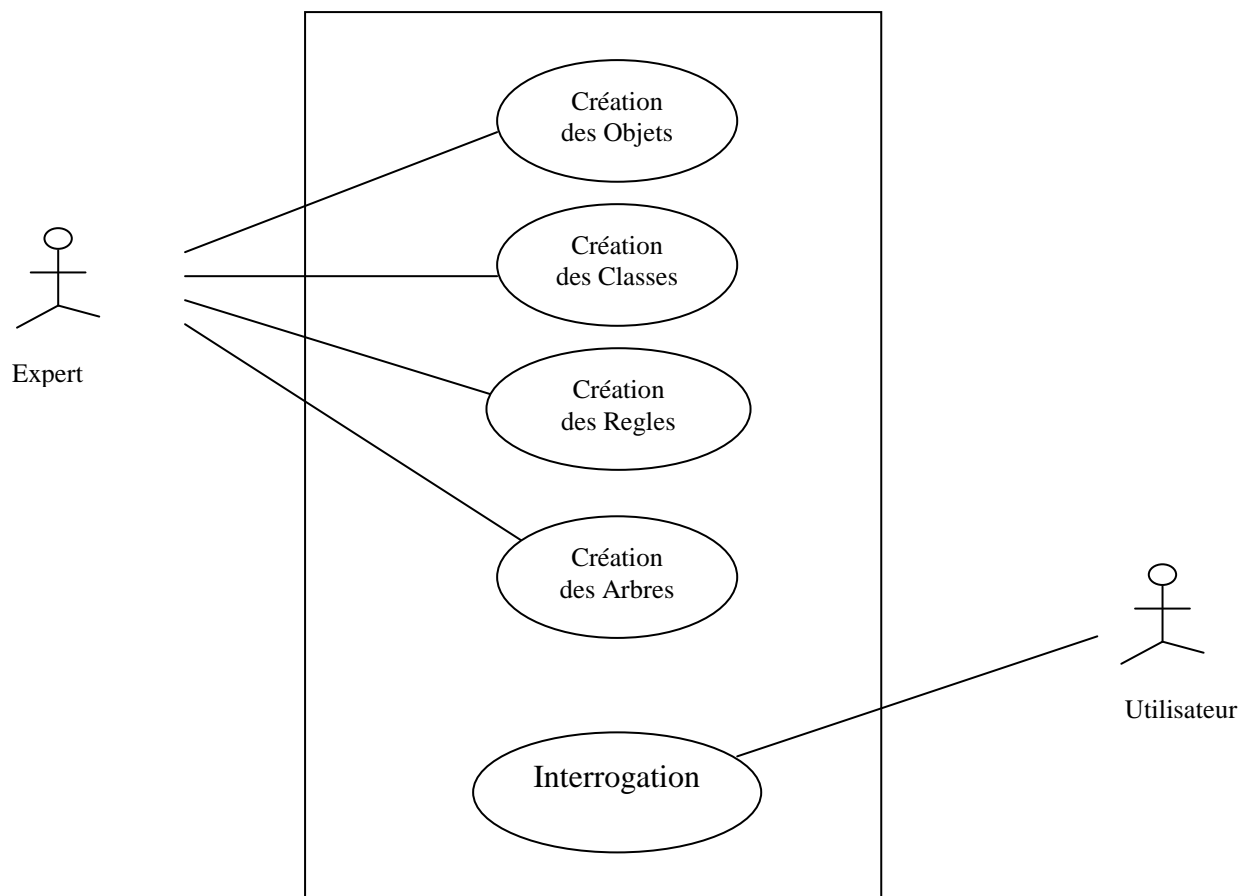 Création
des Objets
Création
des Classes
Expert
Création
des Regles
Création
des Arbres
Utilisateur
Interrogation